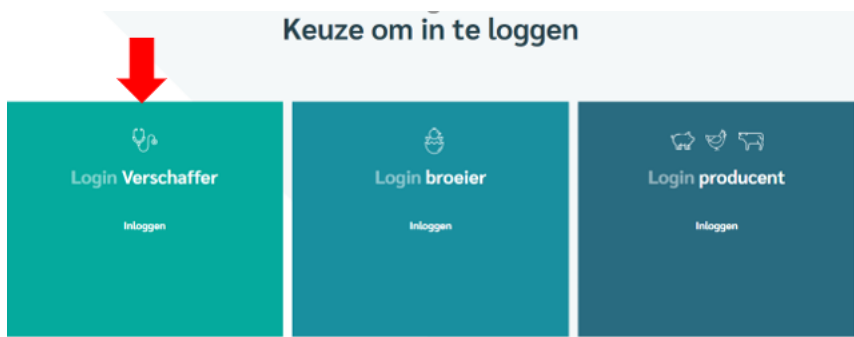 Keuze om in te loggen
Login Verschaffer
Inloggen
Login broeier
Inloggen
Login producent
Inloggen